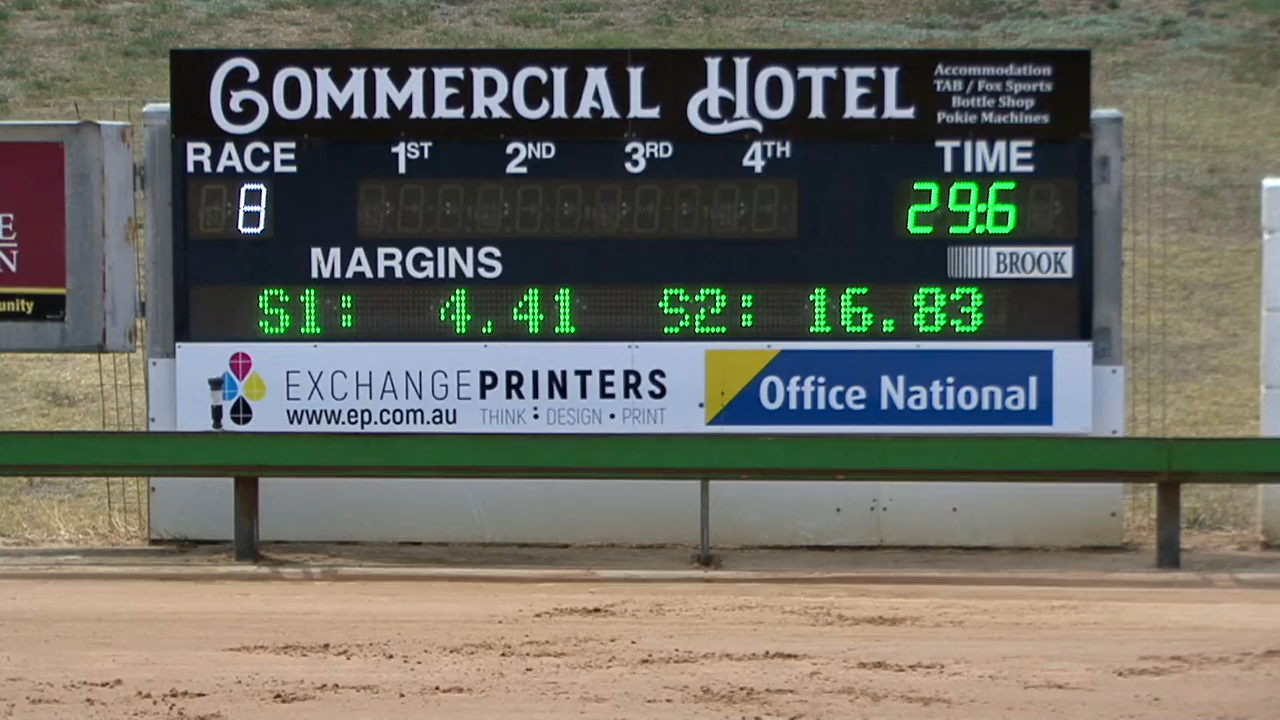 COMMERCIAL HOTEL
Accommodation
TAB / Fox Sports
Bottle Shop
Pokie Machines
RACE 1ST 2ND 3RD 4TH TIME
8 29:6
MARGINS
BROOK
S1: 4.41 S2: 16.83
EXCHANGEPRINTERS
www.ep.com.au THINK : DESIGN • PRINT
Office National
E
N
unity